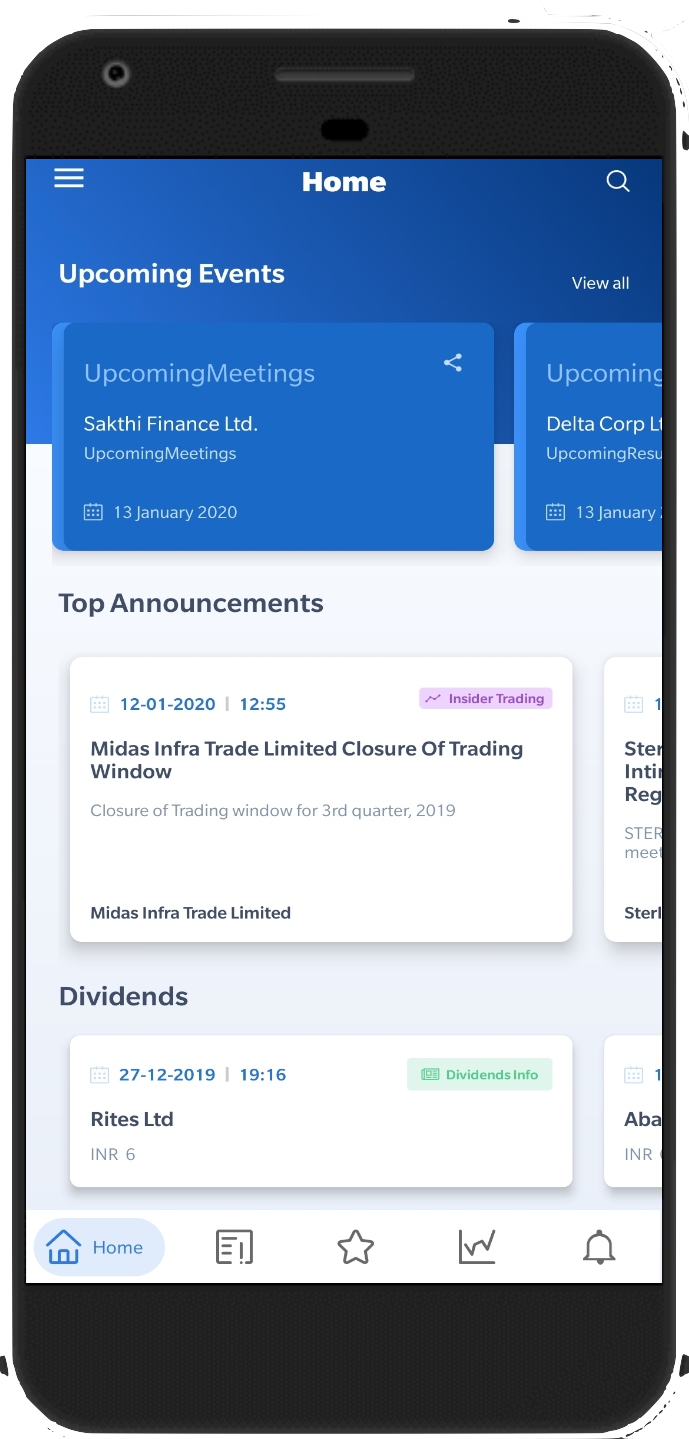 Home
Upcoming Events
View all
UpcomingMeetings
Sakthi Finance Ltd.
UpcomingMeetings
13 January 2020
Upcoming
Delta Corp Lt
UpcomingResu
13 January
Top Announcements
12-01-2020 | 12:55
Insider Trading
Midas Infra Trade Limited Closure Of Trading
Window
Closure of Trading window for 3rd quarter, 2019
Midas Infra Trade Limited
1
Ster
Inti
Reg
STER
meet
Sterl
Dividends
27-12-2019 | 19:16
Dividends Info
Rites Ltd
INR 6
1
Aba
INR
Home